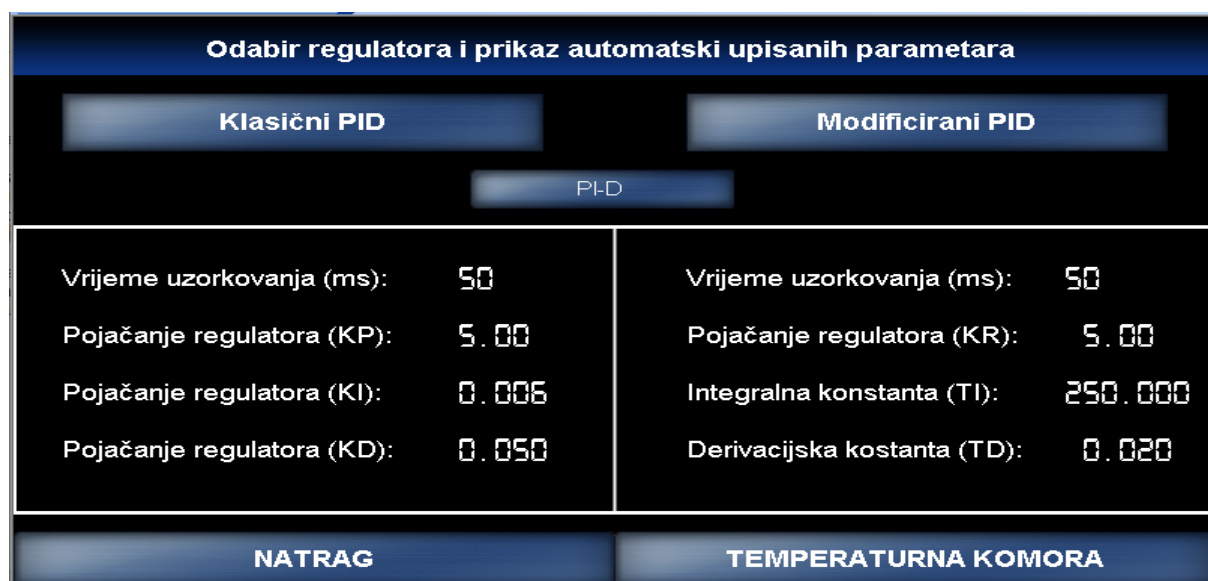 Odabir regulatora i prikaz automatski upisanih parametara
Klasični PID
Modificirani PID
PI-D
Vrijeme uzorkovanja (ms): 50
Pojačanje regulatora (KP): 5.00
Pojačanje regulatora (KI): 0.006
Pojačanje regulatora (KD): 0.050
Vrijeme uzorkovanja (ms): 50
Pojačanje regulatora (KR): 5.00
Integralna konstanta (TI): 250.000
Derivacijska kostanta (TD): 0.020
NATRAG
TEMPERATURNA KOMORA